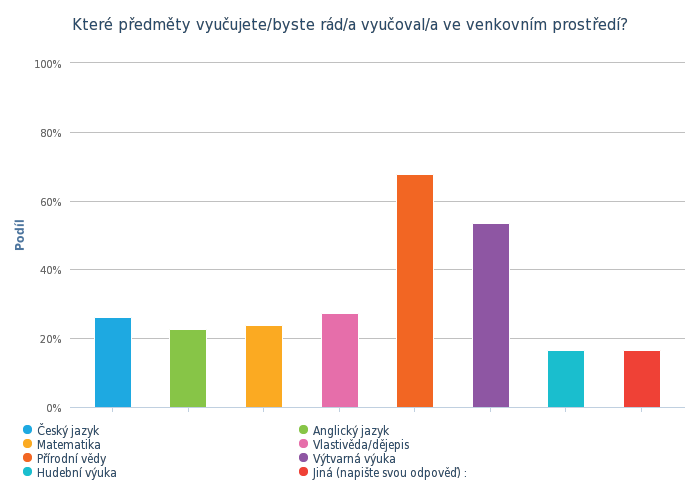 Které předměty vyučujete/byste rád/a vyučoval/a ve venkovním prostředí?
100%
80%
60%
40%
20%
0%
Podíl
Český jazyk
Anglický jazyk
Matematika
Vlastivěda/dějepis
Přírodní vědy
Výtvarná výuka
Hudební výuka
Jiná (napište svou odpověď) :